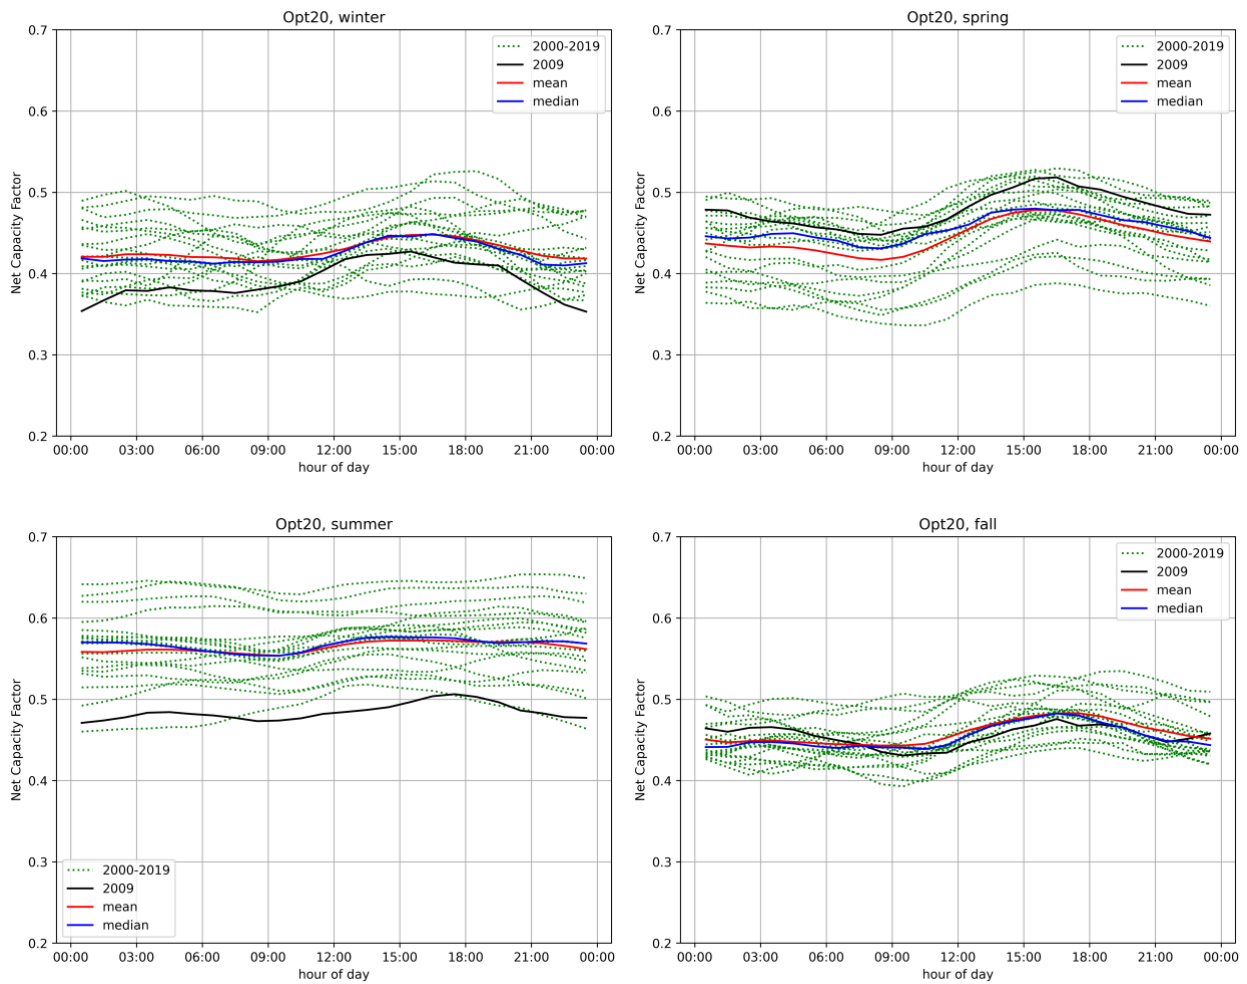 Opt20, winter
0.7
0.6
0.5
0.4
0.3
0.2
Net Capacity Factor
2000-2019
2009
mean
median
00:00 03:00 06:00 09:00 12:00 15:00 18:00 21:00 00:00
hour of day
Opt20, spring
0.7
0.6
0.5
0.4
0.3
0.2
Net Capacity Factor
2000-2019
2009
mean
median
00:00 03:00 06:00 09:00 12:00 15:00 18:00 21:00 00:00
hour of day
Opt20, summer
0.7
0.6
0.5
0.4
0.3
0.2
Net Capacity Factor
2000-2019
2009
mean
median
00:00 03:00 06:00 09:00 12:00 15:00 18:00 21:00 00:00
hour of day
Opt20, fall
0.7
0.6
0.5
0.4
0.3
0.2
Net Capacity Factor
2000-2019
2009
mean
median
00:00 03:00 06:00 09:00 12:00 15:00 18:00 21:00 00:00
hour of day